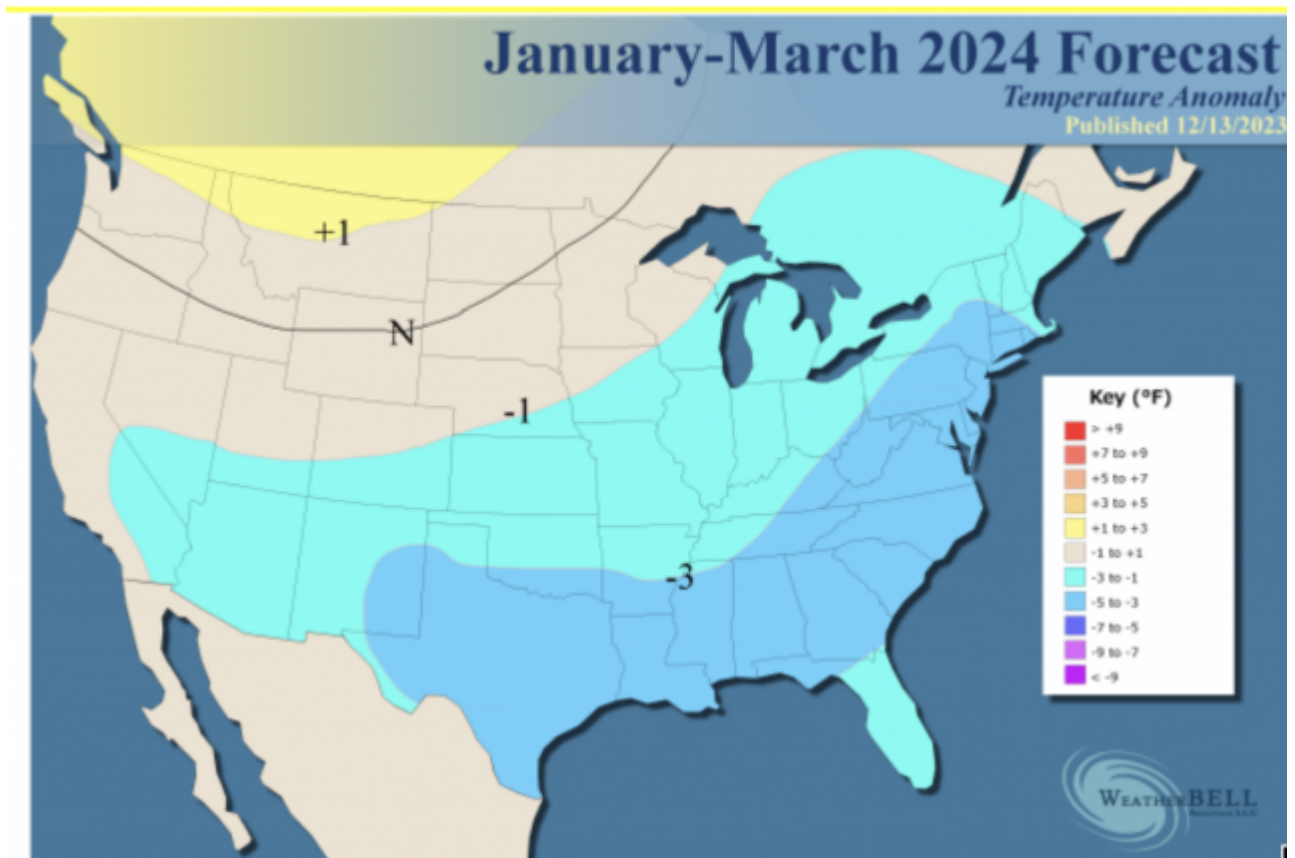 January-March 2024 Forecast
Temperature Anomaly
Published 12/13/2023
+1
N
-1
-3
Key (°F)
> +9
+7 to +9
+5 to +7
+3 to +5
+1 to +3
-1 to +1
-3 to -1
-5 to -3
-7 to -5
-9 to -7
< -9
WEATHERBELL